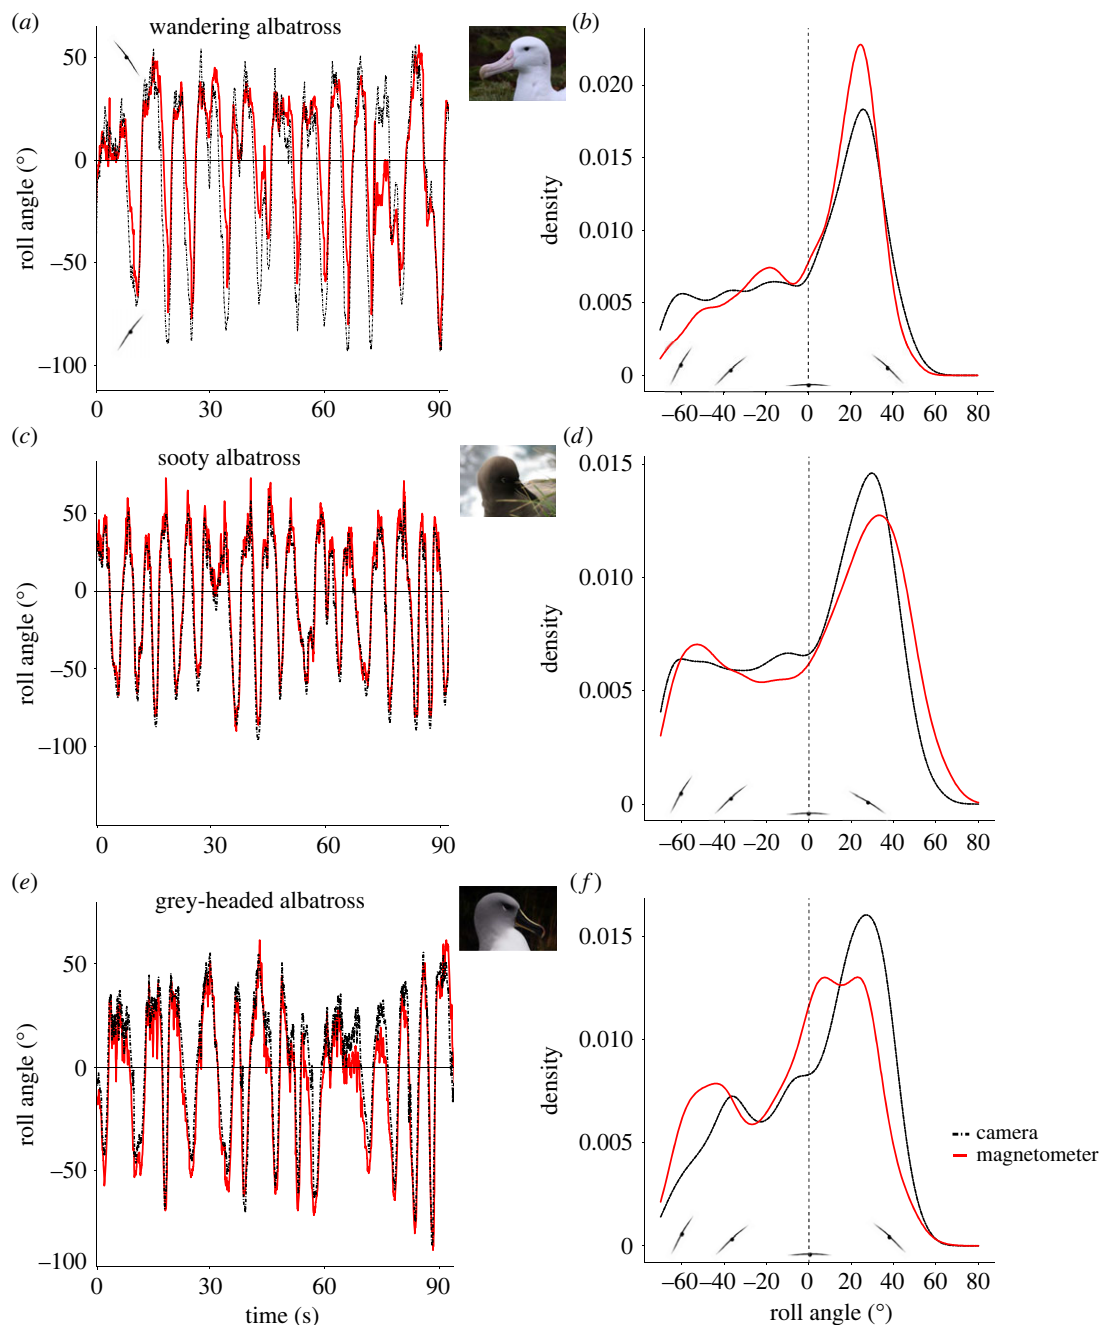 (a) wandering albatross
50
0
−50
−100
roll angle (°)
0 30 60 90
(b)
0.020
0.015
0.010
0.005
0
density
−60 −40 −20 0 20 40 60 80
(c) sooty albatross
50
0
−50
−100
roll angle (°)
0 30 60 90
(d)
0.015
0.010
0.005
0
density
−60 −40 −20 0 20 40 60 80
(e) grey-headed albatross
50
0
−50
−100
roll angle (°)
0 30 60 90
time (s)
(f)
0.015
0.010
0.005
0
density
camera
magnetometer
−60 −40 −20 0 20 40 60 80
roll angle (°)